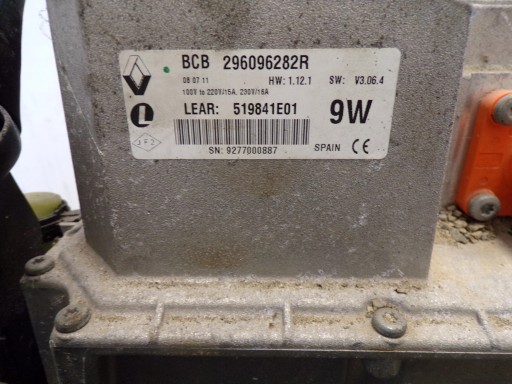 BCB 296096282R
08 07 11 HW: 1.12.1 SW: V3.06.4
100V to 220V/15A, 230V/16A
LEAR: 519841E01 9W
SN: 9277000887 SPAIN CE